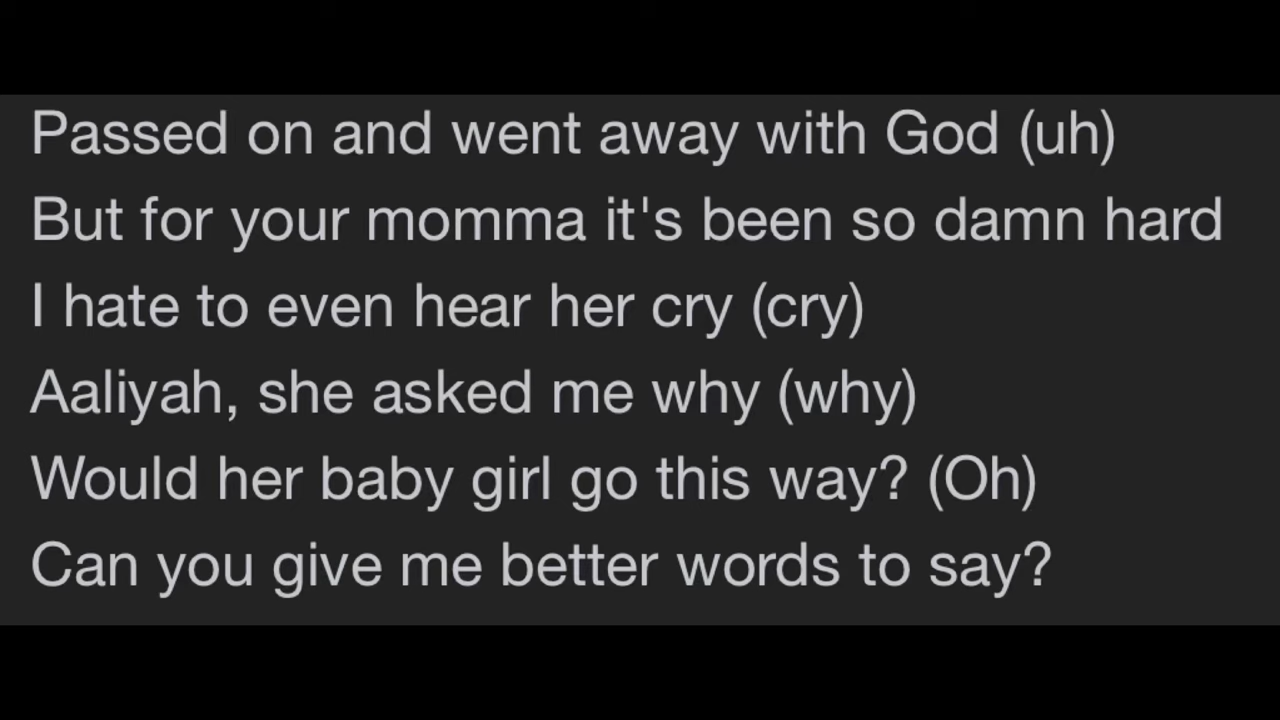 Passed on and went away with God (uh)
But for your momma it's been so damn hard
I hate to even hear her cry (cry)
Aaliyah, she asked me why (why)
Would her baby girl go this way? (Oh)
Can you give me better words to say?